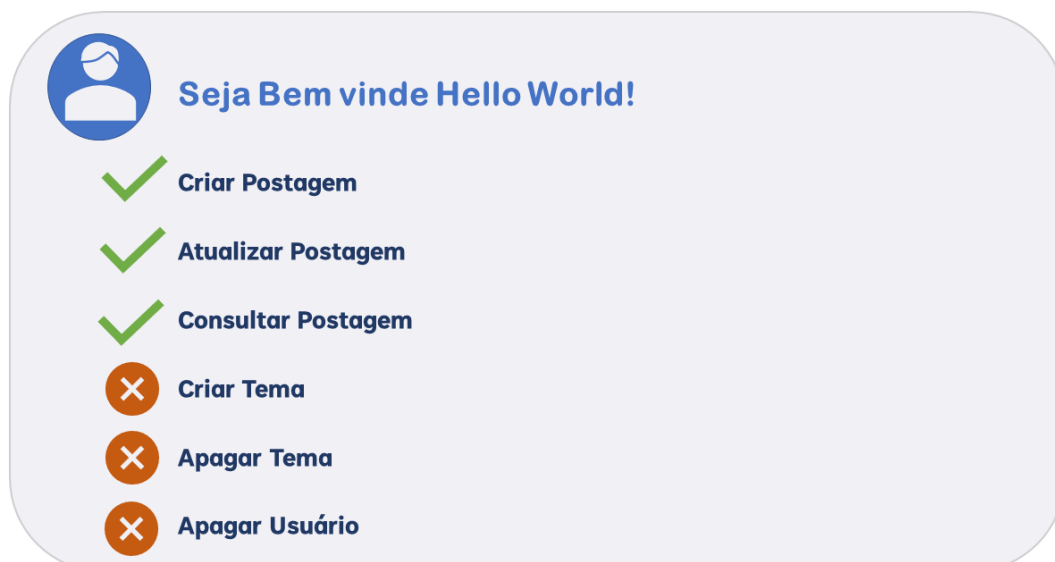 Seja Bem vinde Hello World!
Criar Postagem
Atualizar Postagem
Consultar Postagem
Criar Tema
Apagar Tema
Apagar Usuário